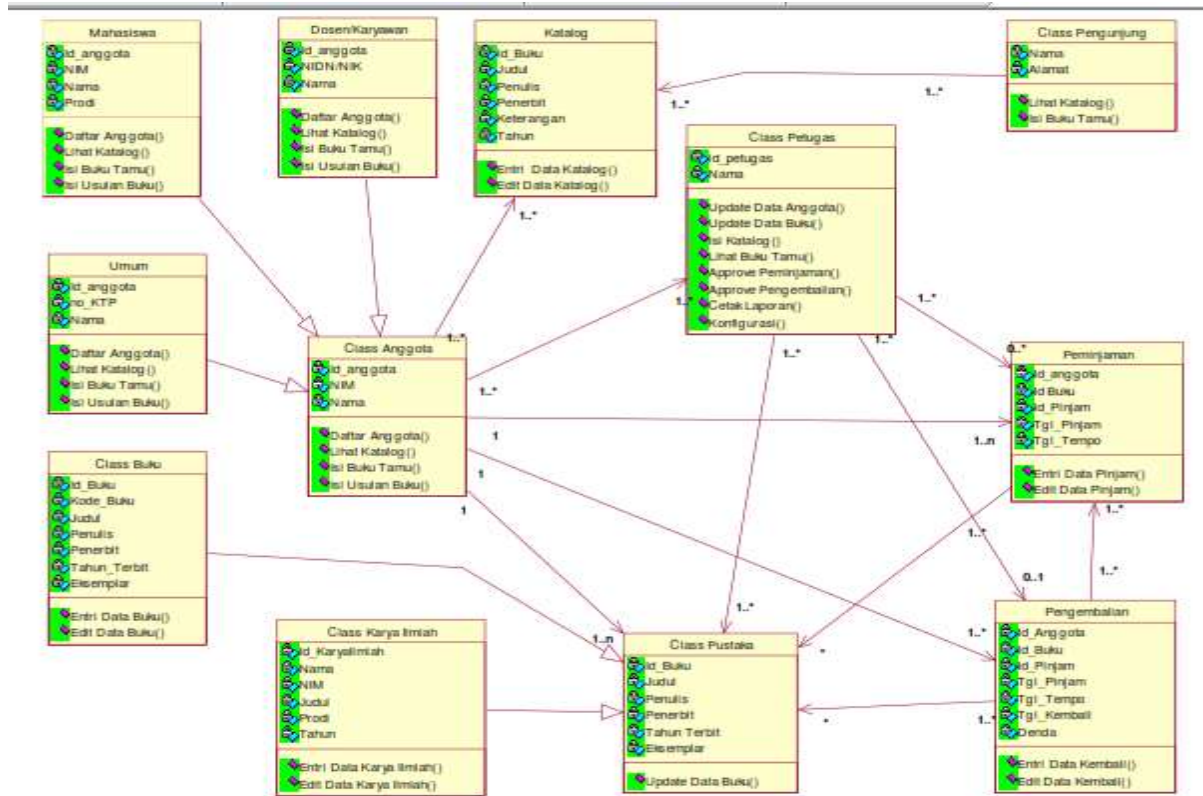 Mahasiswa
Id_anggota
NIM
Nama
Prodi
Daftar Anggota()
Lihat Katalog()
Isi Buku Tamu()
Isi Usulan Buku()
Dosen/Karyawan
Id_anggota
NIDN/NIK
Nama
Daftar Anggota()
Lihat Katalog()
Isi Buku Tamu()
Isi Usulan Buku()
Katalog
Id_Buku
Judul
Penulis
Penerbit
Keterangan
Tahun
Entri Data Katalog()
Edit Data Katalog()
1..*
1..*
1..*
Class Pengunjung
Nama
Alamat
Lihat Katalog()
Isi Buku Tamu()
Class Petugas
Id_petugas
Nama
Update Data Anggota()
Update Data Buku()
Isi Katalog()
Lihat Buku Tamu()
Approve Peminjaman()
Approve Pengembalian()
Cetak Laporan()
Konfigurasi()
1..*
1..*
1..*
1..*
Umum
Id_anggota
no_KTP
Nama
Daftar Anggota()
Lihat Katalog()
Isi Buku Tamu()
Isi Usulan Buku()
1..*
Class Anggota
Id_anggota
NIM
Nama
Daftar Anggota()
Lihat Katalog()
Isi Buku Tamu()
Isi Usulan Buku()
1..*
1
1
1
0..*
Peminjaman
Id_anggota
Id Buku
Id_Pinjam
Tgl_Pinjam
Tgl_Tempo
Entri Data Pinjam()
Edit Data Pinjam()
1..n
1..*
1..*
Class Buku
Id_Buku
Kode_Buku
Judul
Penulis
Penerbit
Tahun_Terbit
Eksemplar
Entri Data Buku()
Edit Data Buku()
Class Karya Ilmiah
Id_KaryaIlmiah
Nama
NIM
Judul
Prodi
Tahun
Entri Data Karya Ilmiah()
Edit Data Karya Ilmiah()
1..n
1..*
*
*
Class Pustaka
Id_Buku
Judul
Penulis
Penerbit
Tahun Terbit
Eksemplar
Update Data Buku()
0..1
1..*
1..*
1..*
Pengembalian
Id_Anggota
Id_Buku
Id_Pinjam
Tgl_Pinjam
Tgl_Tempo
Tgl_Kembali
Denda
Entri Data Kembali()
Edit Data Kembali()